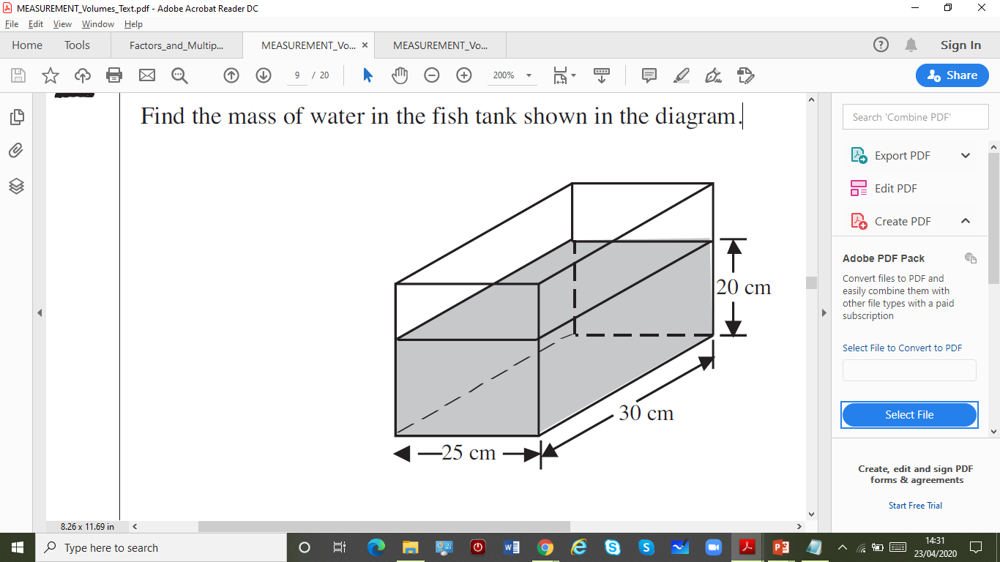 MEASUREMENT_Volumes_Text.pdf - Adobe Acrobat Reader DC
File Edit View Window Help
Home Tools Factors_and_Multip... MEASUREMENT_Vo... × MEASUREMENT_Vo... Sign In
9 / 20 200% Share
Find the mass of water in the fish tank shown in the diagram.
20 cm
30 cm
25 cm
Search 'Combine PDF'
Export PDF
Edit PDF
Create PDF
Adobe PDF Pack
Convert files to PDF and
easily combine them with
other file types with a paid
subscription
Select File to Convert to PDF
Select File
Create, edit and sign PDF
forms & agreements
Start Free Trial
8.26 x 11.69 in
Type here to search
14:31
23/04/2020